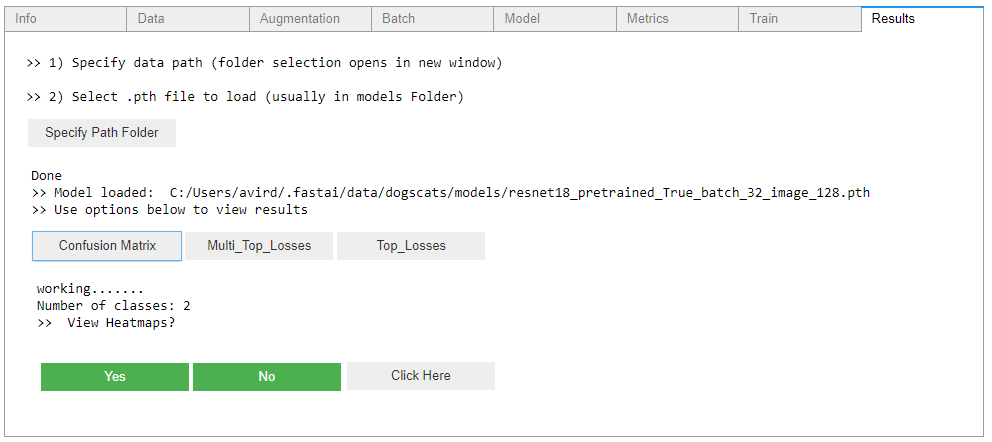 Info Data Augmentation Batch Model Metrics Train Results
>> 1) Specify data path (folder selection opens in new window)
>> 2) Select .pth file to load (usually in models Folder)
Specify Path Folder
Done
>> Model loaded:  C:/Users/avird/.fastai/data/dogscats/models/resnet18_pretrained_True_batch_32_image_128.pth
>> Use options below to view results
Confusion Matrix Multi_Top_Losses Top_Losses
working.......
Number of classes: 2
>>  View Heatmaps?
Yes No Click Here